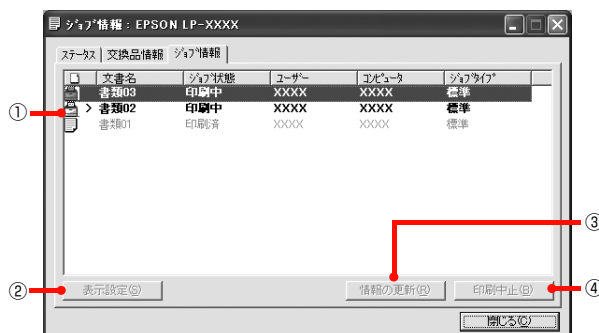 ｼﾞｮﾌﾞ情報 : EPSON LP-XXXX
ステータス 交換品情報 ｼﾞｮﾌﾞ情報
文書名 ｼﾞｮﾌﾞ状態 ﾕｰｻﾞｰ ｺﾝﾋﾟｭｰﾀ ｼﾞｮﾌﾞﾀｲﾌﾟ
書類03 印刷中 XXXX XXXX 標準
① > 書類02 印刷中 XXXX XXXX 標準
書類01 印刷済 XXXX XXXX 標準
③
② 表示設定(S) 情報の更新(R) 印刷中止(B) ④
閉じる(C)